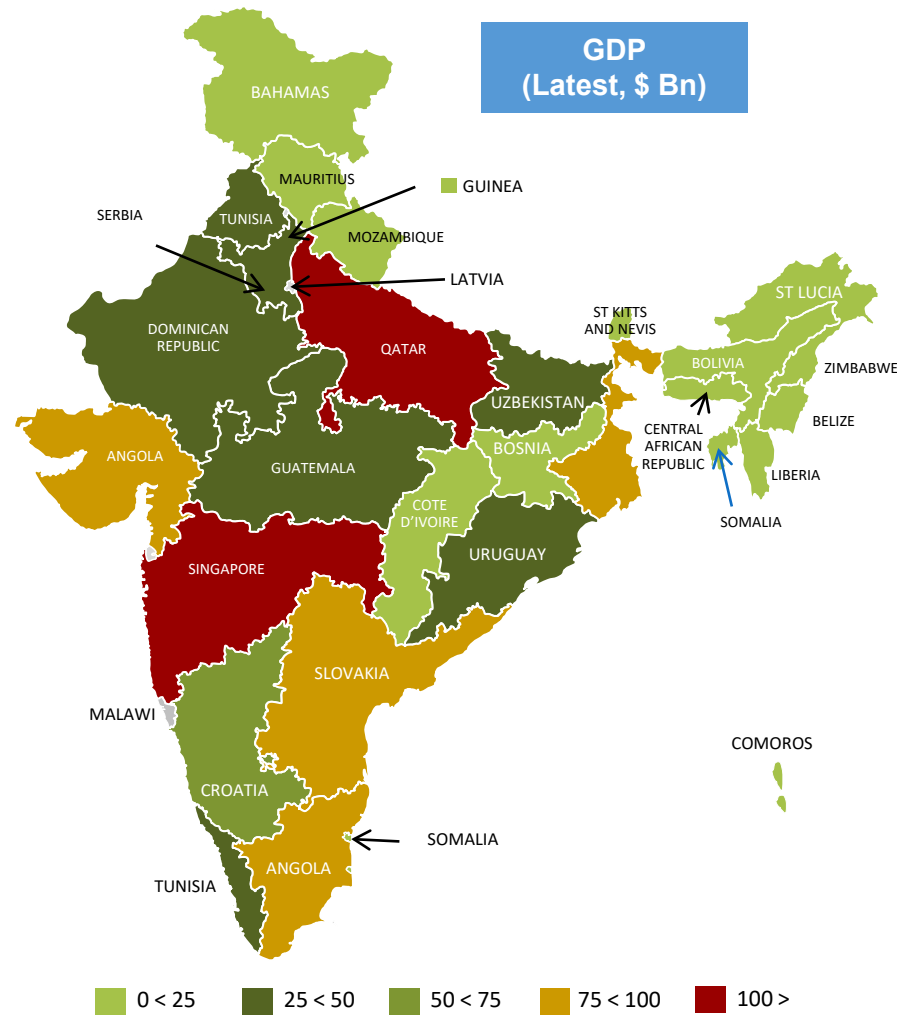 GDP
(Latest, $ Bn)
BAHAMAS
MAURITIUS
GUINEA
SERBIA
TUNISIA
MOZAMBIQUE
LATVIA
ST LUCIA
DOMINICAN
REPUBLIC
ST KITTS
AND NEVIS
QATAR
BOLIVIA
ZIMBABWE
UZBEKISTAN
BELIZE
CENTRAL
AFRICAN
REPUBLIC
ANGOLA
GUATEMALA
BOSNIA
LIBERIA
COTE
D'IVOIRE
SOMALIA
URUGUAY
SINGAPORE
SLOVAKIA
MALAWI
COMOROS
CROATIA
SOMALIA
ANGOLA
TUNISIA
0 < 25
25 < 50
50 < 75
75 < 100
100 >